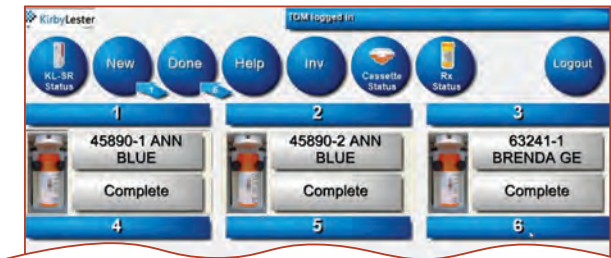 KirbyLester
TDM logged in
KL-SR
Status
New
1
Done
6
Help
Inv
Cassette
Status
Rx
Status
Logout
1
2
3
45890-1 ANN
BLUE
45890-2 ANN
BLUE
63241-1
BRENDA GE
Complete
Complete
Complete
4
5
6